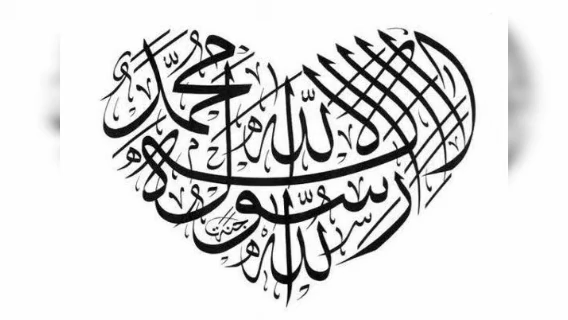 لا إله إلا الله محمد رسول الله